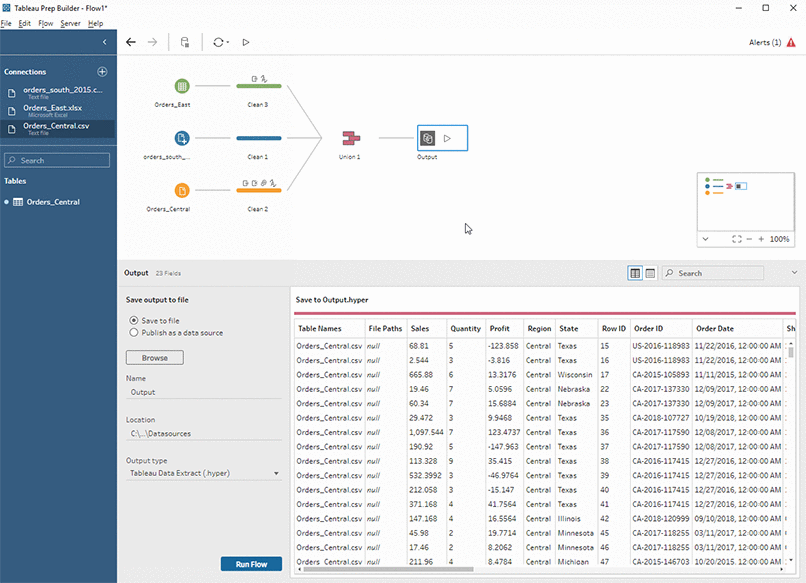 Tableau Prep Builder - Flow1*
File Edit Flow Server Help
Alerts (1)
Connections
orders_south_2015.c...
Text file
Orders_East.xlsx
Microsoft Excel
Orders_Central.csv
Text file
Search
Tables
Orders_Central
Orders_East
Clean 3
orders_south_...
Clean 1
Union 1
Output
Orders_Central
Clean 2
100%
Output 23 Fields
Search
Save output to file
Save to file
Publish as a data source
Browse
Name
Output
Location
C:\...\Datasources
Output type
Tableau Data Extract (.hyper)
Run Flow
Save to Output.hyper
Table Names File Paths Sales Quantity Profit Region State Row ID Order ID Order Date Sh
Orders_Central.csv null 68.81 5 -123.858 Central Texas 15 US-2016-118983 11/22/2016, 12:00:00 AM
Orders_Central.csv null 2.544 3 -3.816 Central Texas 16 US-2016-118983 11/22/2016, 12:00:00 AM
Orders_Central.csv null 665.88 6 13.3176 Central Wisconsin 17 CA-2015-105893 11/11/2015, 12:00:00 AM
Orders_Central.csv null 19.46 7 5.0596 Central Nebraska 22 CA-2017-137330 12/09/2017, 12:00:00 AM
Orders_Central.csv null 60.34 7 15.6884 Central Nebraska 23 CA-2017-137330 12/09/2017, 12:00:00 AM
Orders_Central.csv null 29.472 3 9.9468 Central Texas 35 CA-2018-107727 10/19/2018, 12:00:00 AM
Orders_Central.csv null 1,097.544 7 123.4737 Central Texas 36 CA-2017-117590 12/08/2017, 12:00:00 AM
Orders_Central.csv null 190.92 5 -147.963 Central Texas 37 CA-2017-117590 12/08/2017, 12:00:00 AM
Orders_Central.csv null 113.328 9 35.415 Central Texas 38 CA-2016-117415 12/27/2016, 12:00:00 AM
Orders_Central.csv null 532.3992 3 -46.9764 Central Texas 39 CA-2016-117415 12/27/2016, 12:00:00 AM
Orders_Central.csv null 212.058 3 -15.147 Central Texas 40 CA-2016-117415 12/27/2016, 12:00:00 AM
Orders_Central.csv null 371.168 4 41.7564 Central Texas 41 CA-2016-117415 12/27/2016, 12:00:00 AM
Orders_Central.csv null 147.168 4 16.5564 Central Illinois 42 CA-2018-120999 09/10/2018, 12:00:00 AM
Orders_Central.csv null 45.98 2 19.7714 Central Minnesota 45 CA-2017-118255 03/11/2017, 12:00:00 AM
Orders_Central.csv null 17.46 2 8.2062 Central Minnesota 46 CA-2017-118255 03/11/2017, 12:00:00 AM
Orders_Central.csv null 211.96 4 8.4784 Central Michigan 47 CA-2015-146703 10/20/2015, 12:00:00 AM